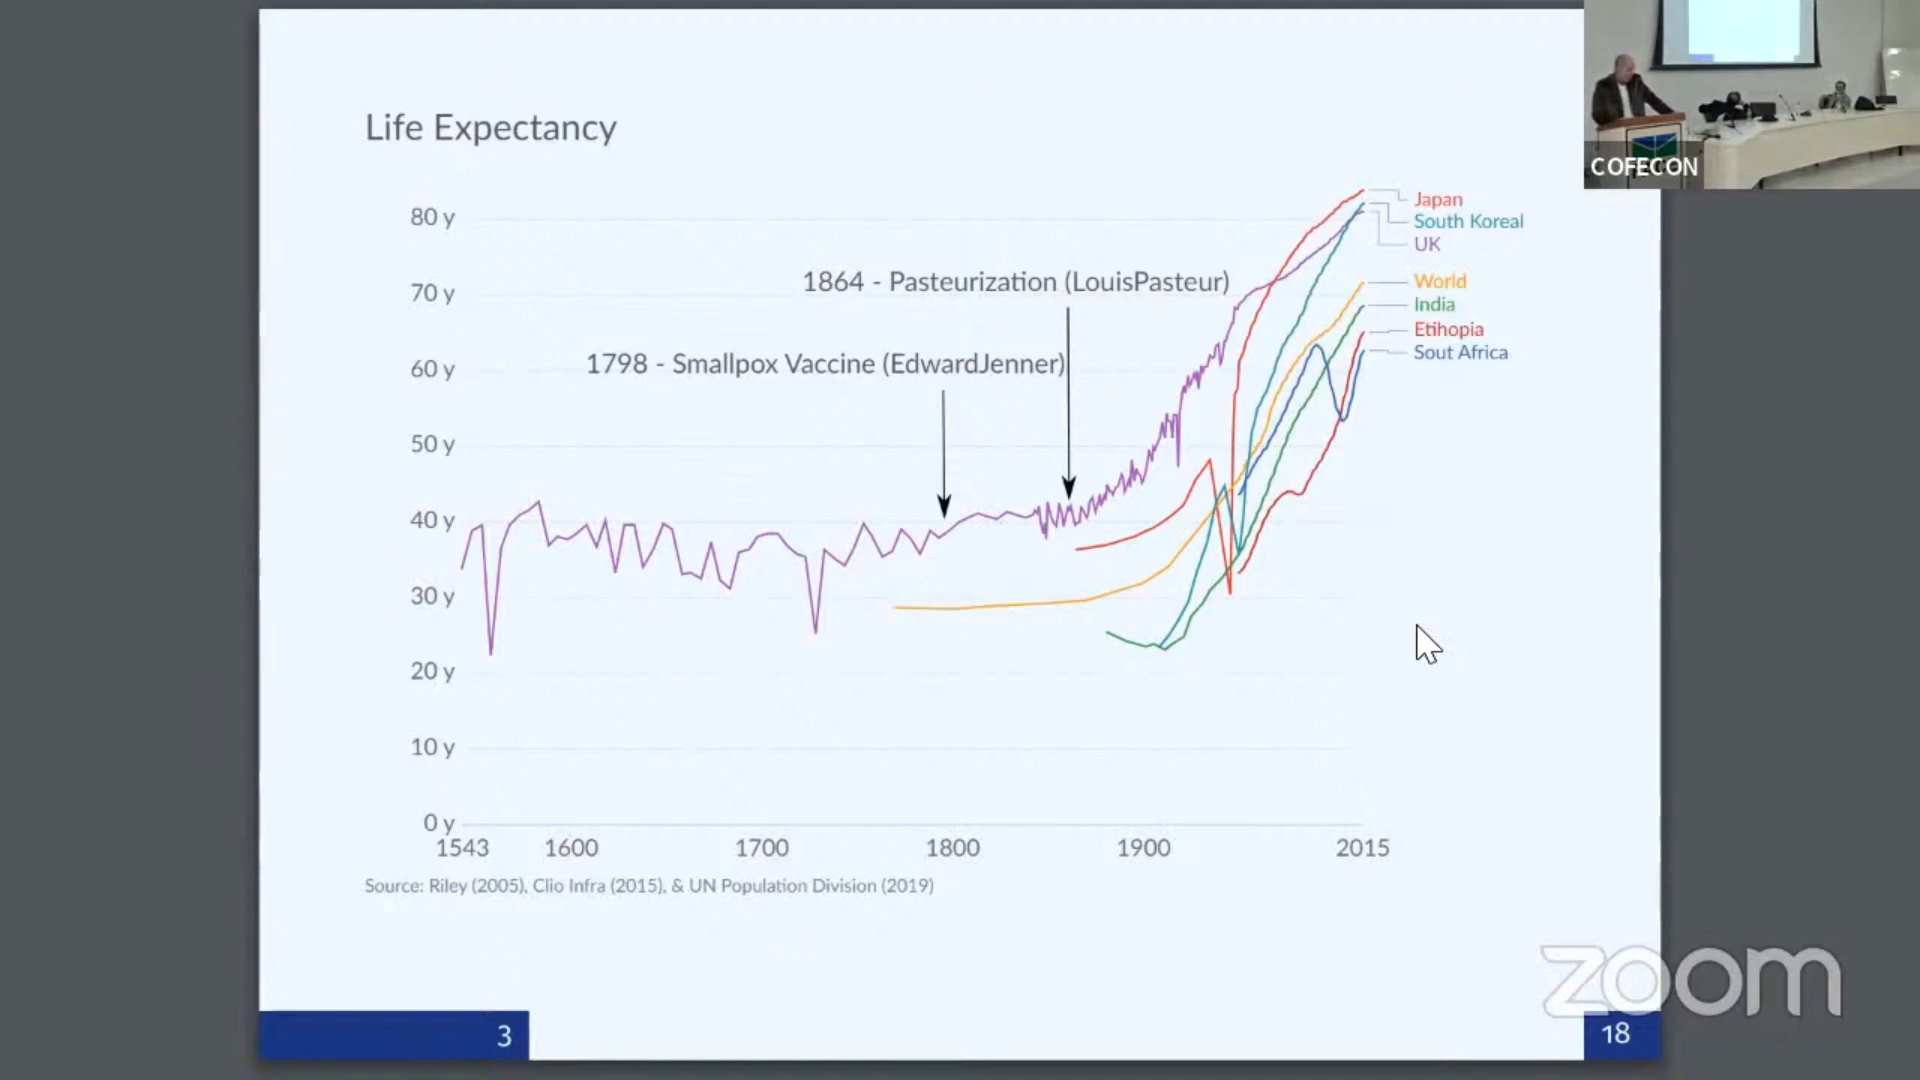 Life Expectancy
COFECON
80 y
70 y
60 y
50 y
40 y
30 y
20 y
10 y
0 y
1864 - Pasteurization (LouisPasteur)
1798 - Smallpox Vaccine (EdwardJenner)
Japan
South Koreal
UK
World
India
Etihopia
Sout Africa
1543 1600 1700 1800 1900 2015
Source: Riley (2005), Clio Infra (2015), & UN Population Division (2019)
zoom
3
18